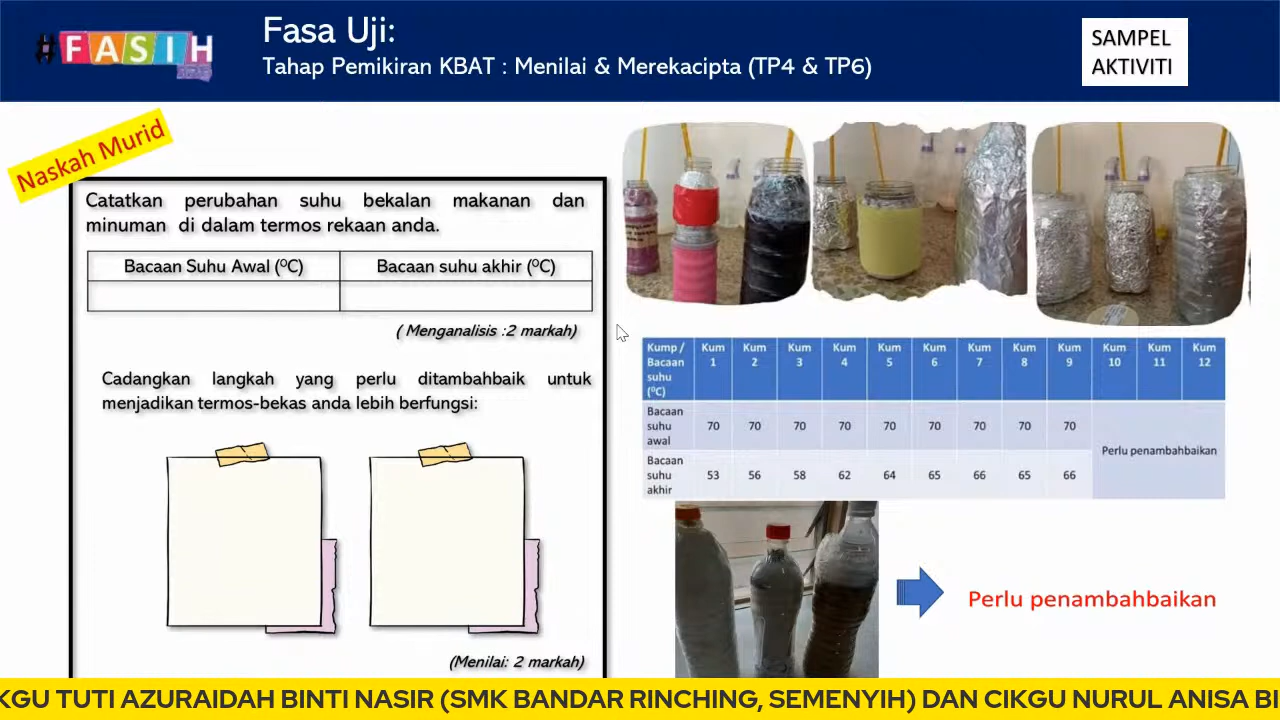 #FASIH
Fasa Uji:
Tahap Pemikiran KBAT : Menilai & Merekacipta (TP4 & TP6)
SAMPEL
AKTIVITI
Naskah Murid
Catatkan perubahan suhu bekalan makanan dan
minuman di dalam termos rekaan anda.
Bacaan Suhu Awal (⁰C) Bacaan suhu akhir (⁰C)
( Menganalisis :2 markah)
Cadangkan langkah yang perlu ditambahbaik untuk
menjadikan termos-bekas anda lebih berfungsi:
(Menilai: 2 markah)
Kump / Bacaan suhu (⁰C) Kum 1 Kum 2 Kum 3 Kum 4 Kum 5 Kum 6 Kum 7 Kum 8 Kum 9 Kum 10 Kum 11 Kum 12
Bacaan suhu awal 70 70 70 70 70 70 70 70 70 Perlu penambahbaikan
Bacaan suhu akhir 53 56 58 62 64 65 66 65 66
Perlu penambahbaikan
KGU TUTI AZURAIDAH BINTI NASIR (SMK BANDAR RINCHING, SEMENYIH) DAN CIKGU NURUL ANISA BI